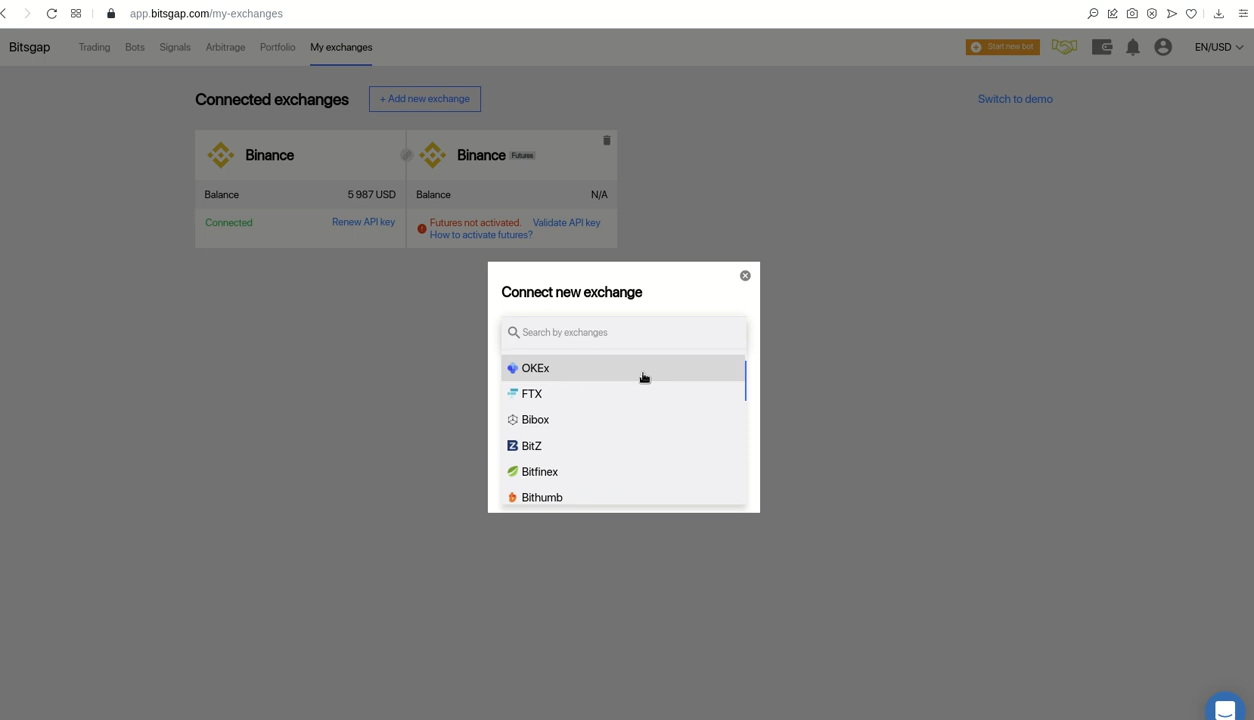 app.bitsgap.com/my-exchanges
Bitsgap Trading Bots Signals Arbitrage Portfolio My exchanges Start new bot EN/USD
Connected exchanges + Add new exchange Switch to demo
Binance Binance Futures
Balance 5 987 USD Balance N/A
Connected Renew API key Futures not activated. Validate API key
How to activate futures?
Connect new exchange
Search by exchanges
OKEx
FTX
Bibox
BitZ
Bitfinex
Bithumb